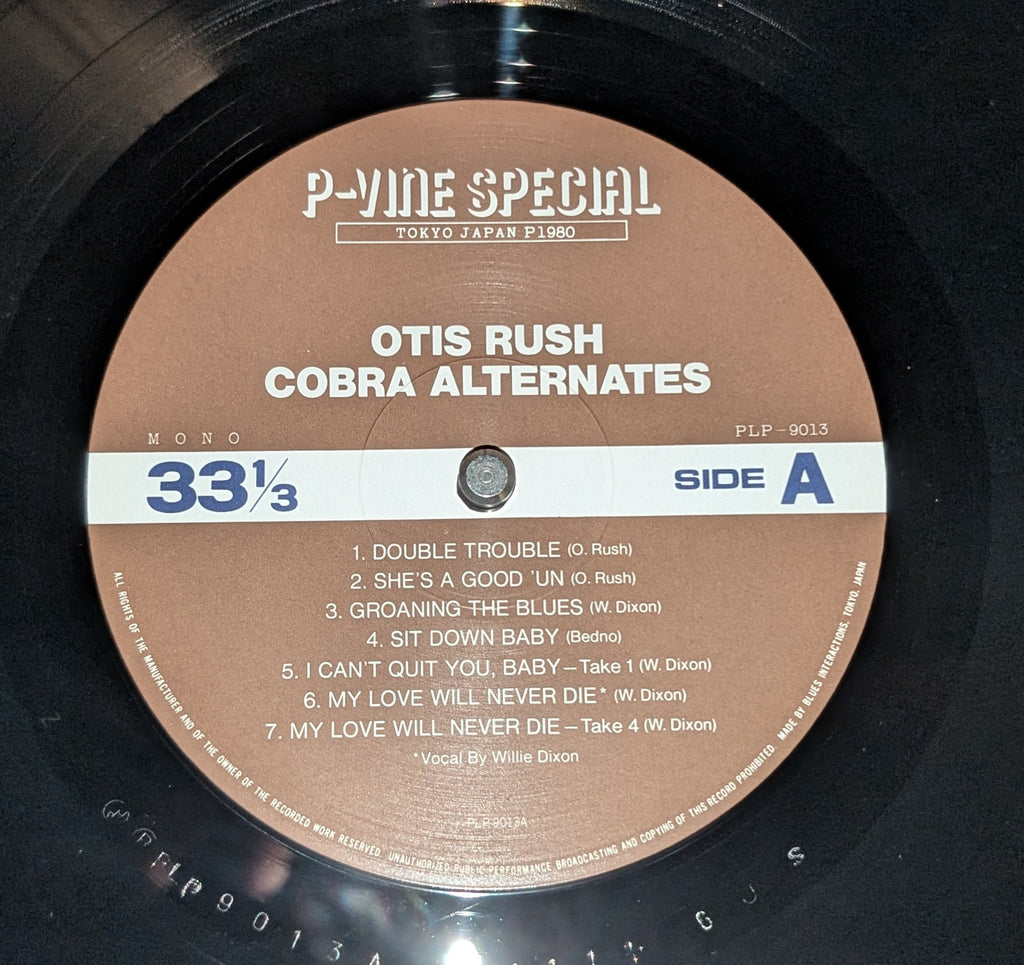 P-VINE SPECIAL
TOKYO JAPAN P1980
OTIS RUSH
COBRA ALTERNATES
MONO
PLP-9013
33 1/3
SIDE A
1. DOUBLE TROUBLE (O. Rush)
2. SHE'S A GOOD 'UN (O. Rush)
3. GROANING THE BLUES (W. Dixon)
4. SIT DOWN BABY (Bedno)
5. I CAN'T QUIT YOU, BABY – Take 1 (W. Dixon)
6. MY LOVE WILL NEVER DIE* (W. Dixon)
7. MY LOVE WILL NEVER DIE – Take 4 (W. Dixon)
*Vocal By Willie Dixon
PLP 9013A
ALL RIGHTS OF THE MANUFACTURER AND OF THE OWNER OF THE RECORDED WORK RESERVED. UNAUTHORIZED PUBLIC PERFORMANCE BROADCASTING AND COPYING OF THIS RECORD PROHIBITED. MADE BY BLUES INTERACTIONS, TOKYO, JAPAN
PLP 9013A